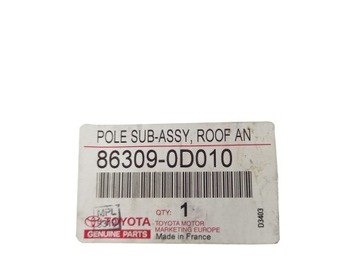 POLE SUB-ASSY, ROOF AN
86309-0D010
MPL
TOYOTA
GENUINE PARTS
QTY:
1
TOYOTA MOTOR
MARKETING EUROPE
Made in France
D3403